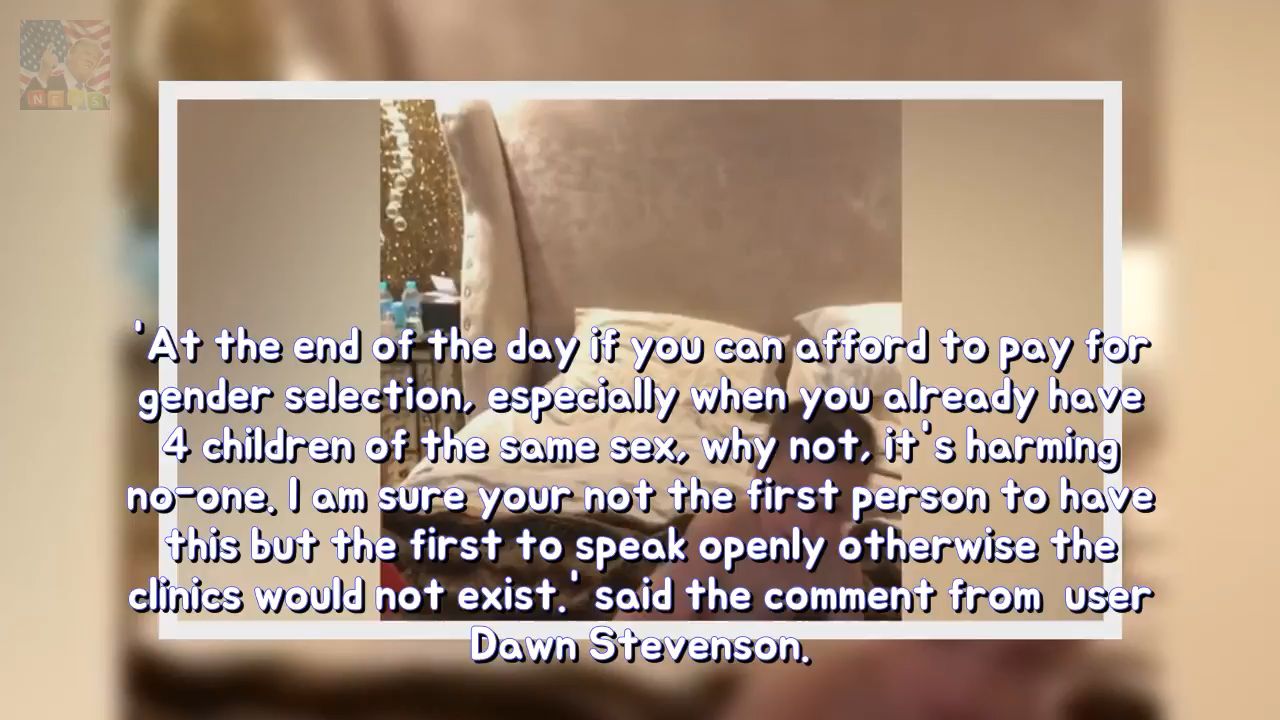 NEWS
'At the end of the day if you can afford to pay for
gender selection, especially when you already have
4 children of the same sex, why not, it's harming
no-one. I am sure your not the first person to have
this but the first to speak openly otherwise the
clinics would not exist.' said the comment from  user
Dawn Stevenson.